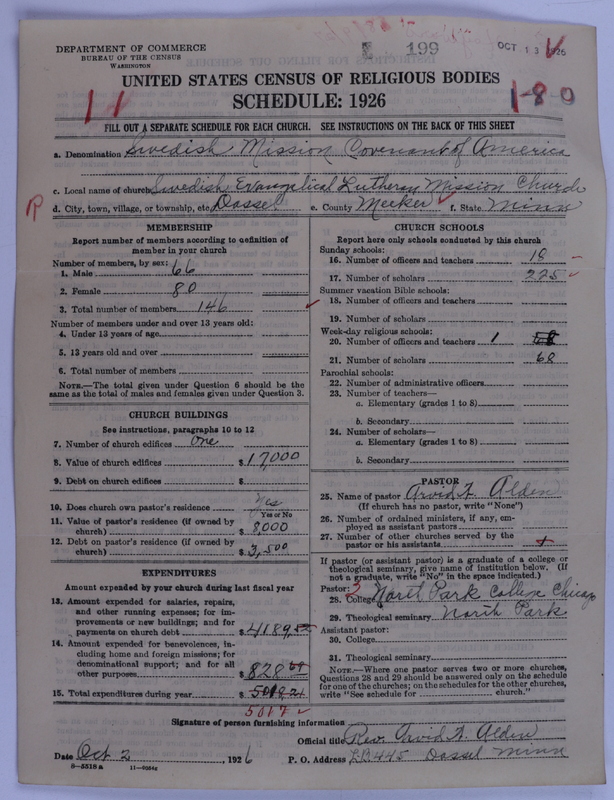 DEPARTMENT OF COMMERCE
BUREAU OF THE CENSUS
WASHINGTON
199
OCT 13 1926
UNITED STATES CENSUS OF RELIGIOUS BODIES
SCHEDULE: 1926
11
1-80
FILL OUT A SEPARATE SCHEDULE FOR EACH CHURCH. SEE INSTRUCTIONS ON THE BACK OF THIS SHEET
a. Denomination Swedish Mission Covenant of America
c. Local name of church Swedish Evangelical Lutheran Mission Church
R d. City, town, village, or township, etc. Dassel e. County Meeker f. State Minn
MEMBERSHIP
Report number of members according to definition of
member in your church
Number of members, by sex:
1. Male 66
2. Female 80
3. Total number of members 146
Number of members under and over 13 years old:
4. Under 13 years of age
5. 13 years old and over
6. Total number of members
NOTE.—The total given under Question 6 should be the
same as the total of males and females given under Question 3.
CHURCH BUILDINGS
See instructions, paragraphs 10 to 12
7. Number of church edifices one
8. Value of church edifices $17000
9. Debt on church edifices $
10. Does church own pastor's residence Yes
Yes or No
11. Value of pastor's residence (if owned by
church) $8,000
12. Debt on pastor's residence (if owned by
church) $3,500
EXPENDITURES
Amount expended by your church during last fiscal year
13. Amount expended for salaries, repairs,
and other running expenses; for im-
provements or new buildings; and for
payments on church debt $4189
14. Amount expended for benevolences, in-
cluding home and foreign missions; for
denominational support; and for all
other purposes $828
15. Total expenditures during year $
5017
CHURCH SCHOOLS
Report here only schools conducted by this church
Sunday schools:
16. Number of officers and teachers 18
17. Number of scholars 225
Summer vacation Bible schools:
18. Number of officers and teachers
19. Number of scholars
Week-day religious schools:
20. Number of officers and teachers 1 68
21. Number of scholars 68
Parochial schools:
22. Number of administrative officers
23. Number of teachers—
a. Elementary (grades 1 to 8)
b. Secondary
24. Number of scholars—
a. Elementary (grades 1 to 8)
b. Secondary
PASTOR
25. Name of pastor Arvid F. Alden
(If church has no pastor, write "None")
26. Number of ordained ministers, if any, em-
ployed as assistant pastors
27. Number of other churches served by the
pastor or his assistants
If pastor (or assistant pastor) is a graduate of a college or
theological seminary, give name of institution below. (If
not a graduate, write "No" in the space indicated.)
Pastor: 3
28. College North Park College Chicago
29. Theological seminary North Park
Assistant pastor:
30. College
31. Theological seminary
NOTE.—Where one pastor serves two or more churches,
Questions 28 and 29 should be answered only on the schedule
for one of the churches; on the schedules for the other churches,
write "See schedule for church."
Signature of person furnishing information
Official title Rev. Arvid F. Alden
Date Oct 2, 1926 P. O. Address L.B. 445 Dassel Minn
8-5518 a 11-9554